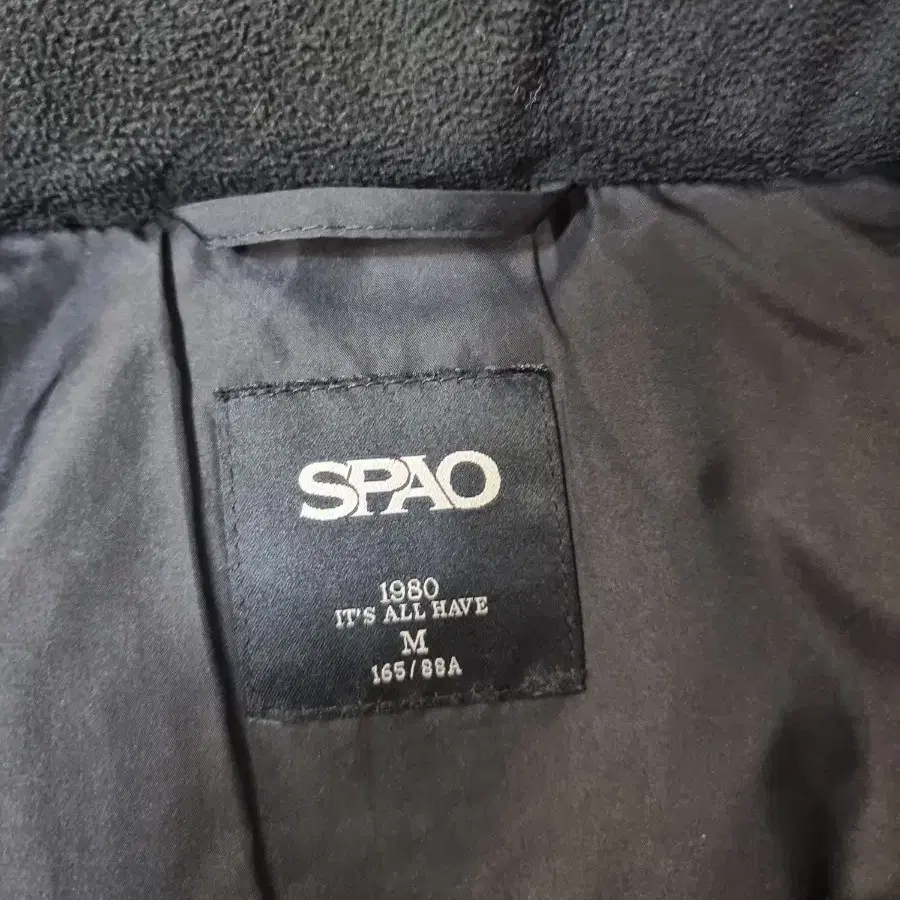 SPAO
1980
IT'S ALL HAVE
M
165/88A